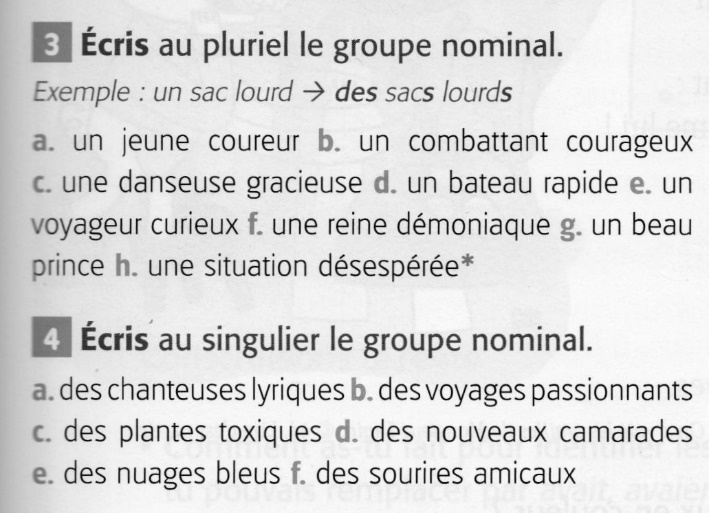 3 Écris au pluriel le groupe nominal.
Exemple : un sac lourd → des sacs lourds
a. un jeune coureur b. un combattant courageux
c. une danseuse gracieuse d. un bateau rapide e. un
voyageur curieux f. une reine démoniaque g. un beau
prince h. une situation désespérée*
4 Écris au singulier le groupe nominal.
a. des chanteuses lyriques b. des voyages passionnants
c. des plantes toxiques d. des nouveaux camarades
e. des nuages bleus f. des sourires amicaux